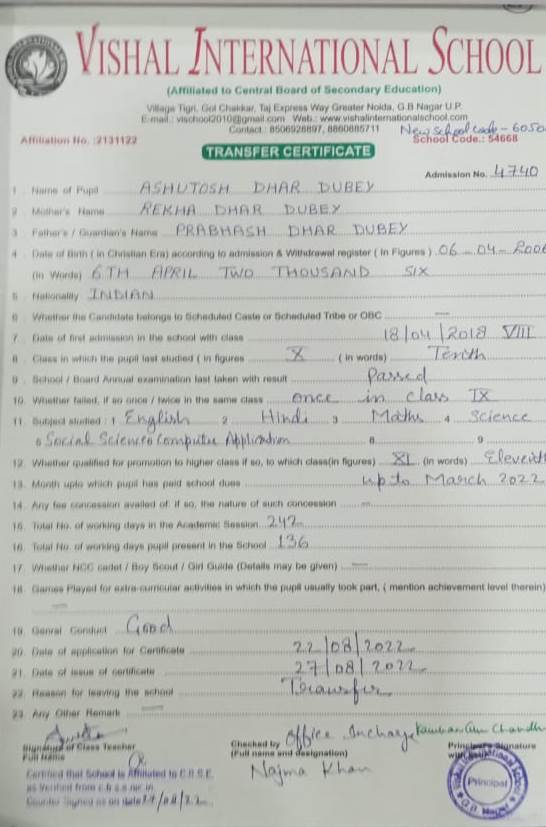 VISHAL INTERNATIONAL SCHOOL
(Affiliated to Central Board of Secondary Education)
Village Tigri, Gol Chakkar, Taj Express Way Greater Noida, G.B Nagar U.P.
E-mail.: vischool2010@gmail.com Web.: www.vishalinternationalschool.com
Contact.: 8506928897, 8860885711
New school code - 6050
Affiliation No. :2131122 School Code.: 54668
TRANSFER CERTIFICATE
Admission No. 4740
1. Name of Pupil ASHUTOSH DHAR DUBEY
2. Mother's Name REKHA DHAR DUBEY
3. Father's / Guardian's Name PRABHASH DHAR DUBEY
4. Date of Birth ( in Christian Era) according to admission & Withdrawal register ( In Figures ) 06-04-2006
(In Words) 6TH APRIL TWO THOUSAND SIX
5. Nationality INDIAN
6. Whether the Candidate belongs to Scheduled Caste or Scheduled Tribe or OBC —
7. Date of first admission in the school with class 18/04/2018 VIII
8. Class in which the pupil last studied ( in figures X ( in words) Tenth
9. School / Board Annual examination last taken with result Passed
10. Whether failed, if so once / twice in the same class once in class IX
11. Subject studied : 1 English 2 Hindi 3 Maths 4 Science
5 Social Science 6 Computer Application 8 9
12. Whether qualified for promotion to higher class if so, to which class(in figures) XI (in words) Eleventh
13. Month upto which pupil has paid school dues up to March 2022
14. Any fee concession availed of. if so, the nature of such concession —
15. Total No. of working days in the Academic Session 242
16. Total No. of working days pupil present in the School 136
17. Whether NCC cadet / Boy Scout / Girl Guide (Details may be given) —
18. Games Played for extra-curricular activities in which the pupil usually took part, ( mention achievement level therein)
—
19. Genral Conduct Good
20. Date of application for Certificate 22/08/2022
21. Date of issue of certificate 27/08/2022
22. Reason for leaving the school Transfer
23. Any Other Remark —
Office Incharge
Signature of Class Teacher Checked by Principal's Signature
Full Name (Full name and designation) with
Najma Khan
Certified that School is Affiliated to C.B.S.E.
as Verified from c.b.s.e.nic.in
Counter Signed as on date 27/08/22
Principal